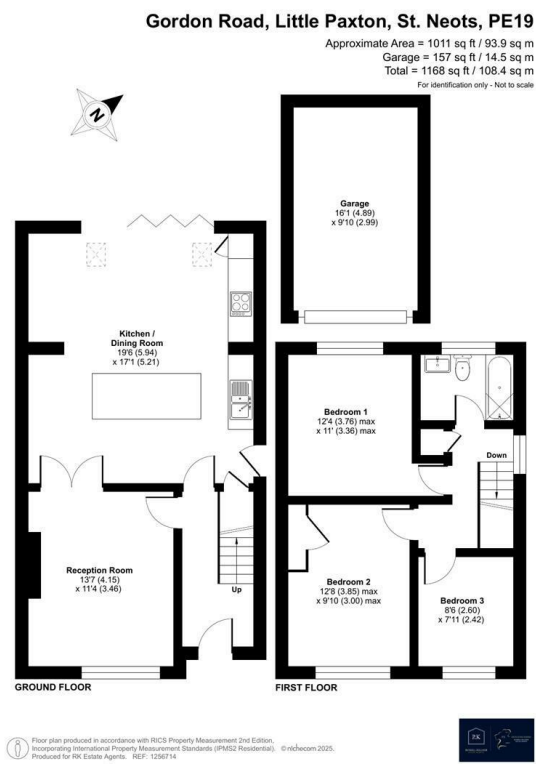 Gordon Road, Little Paxton, St. Neots, PE19
Approximate Area = 1011 sq ft / 93.9 sq m
Garage = 157 sq ft / 14.5 sq m
Total = 1168 sq ft / 108.4 sq m
For identification only - Not to scale
N
Garage
16'1 (4.89)
x 9'10 (2.99)
Kitchen /
Dining Room
19'6 (5.94)
x 17'1 (5.21)
Bedroom 1
12'4 (3.76) max
x 11' (3.36) max
Down
Reception Room
13'7 (4.15)
x 11'4 (3.46)
Up
Bedroom 2
12'8 (3.85) max
x 9'10 (3.00) max
Bedroom 3
8'6 (2.60)
x 7'11 (2.42)
GROUND FLOOR
FIRST FLOOR
Floor plan produced in accordance with RICS Property Measurement 2nd Edition,
Incorporating International Property Measurement Standards (IPMS2 Residential). © nichecom 2025.
Produced for RK Estate Agents. REF: 1256714